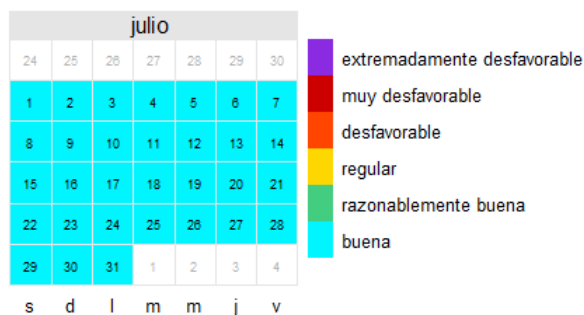 julio
24 25 26 27 28 29 30
1 2 3 4 5 6 7
8 9 10 11 12 13 14
15 16 17 18 19 20 21
22 23 24 25 26 27 28
29 30 31 1 2 3 4
s d l m m j v
extremadamente desfavorable
muy desfavorable
desfavorable
regular
razonablemente buena
buena